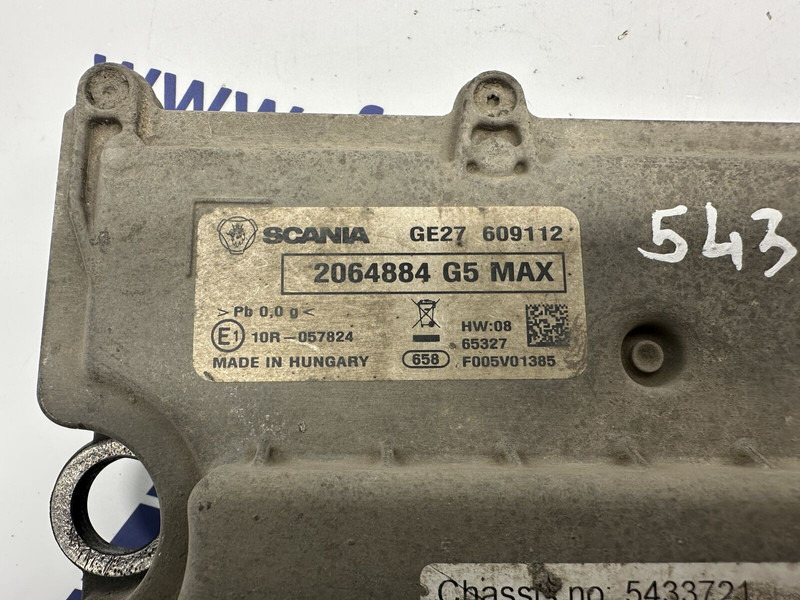 SCANIA GE27 609112
2064884 G5 MAX
>Pb 0,0 g<
E1 10R-057824
HW:08
65327
MADE IN HUNGARY 658 F005V01385
543
Chassis no: 5433721